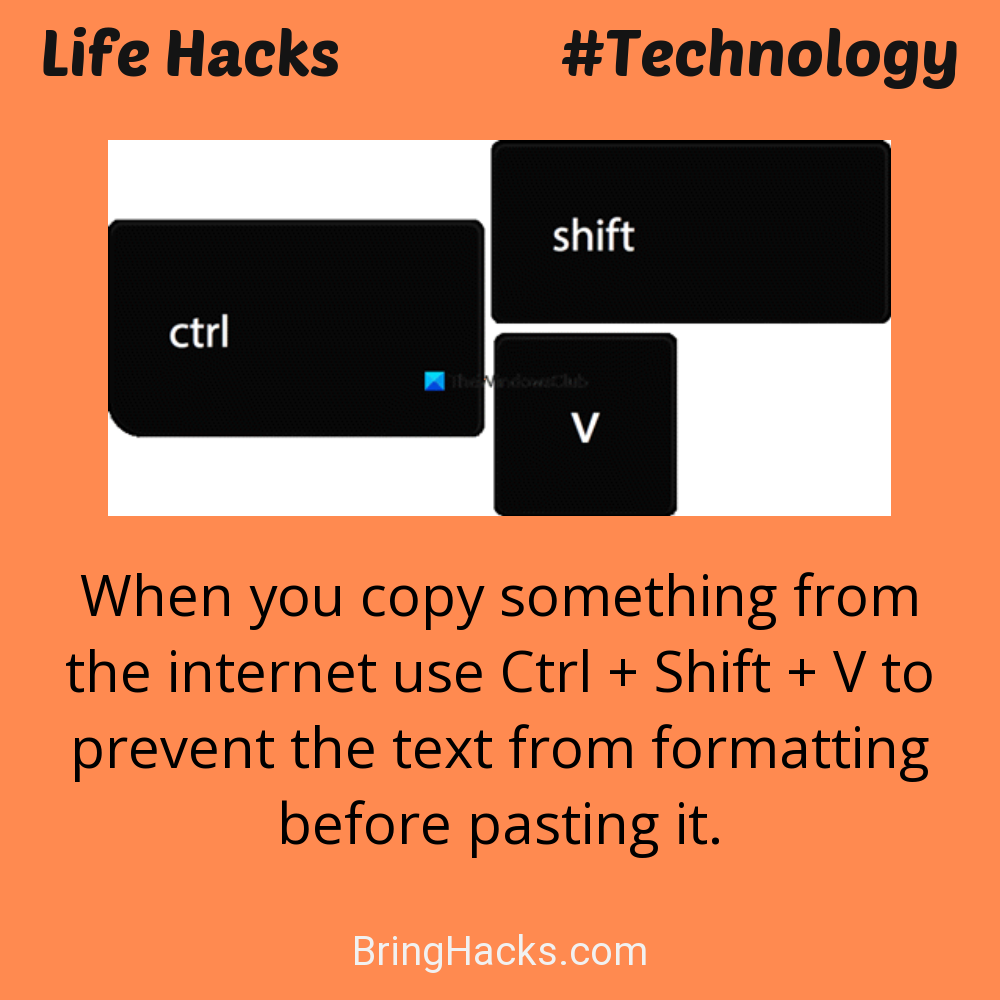 Life Hacks #Technology
shift
ctrl
TheWindowsClub
V
When you copy something from
the internet use Ctrl + Shift + V to
prevent the text from formatting
before pasting it.
BringHacks.com